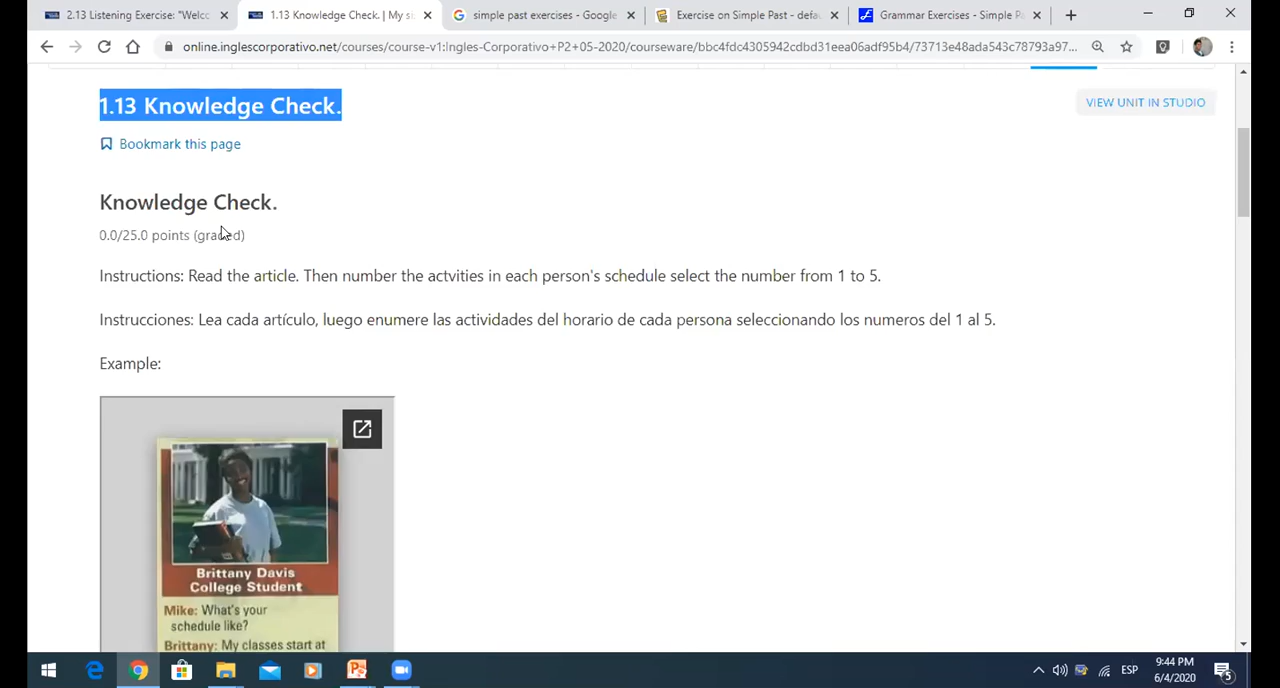 2.13 Listening Exercise: "Welcc
1.13 Knowledge Check. | My si
simple past exercises - Google
Exercise on Simple Past - defau
Grammar Exercises - Simple Pa
online.inglescorporativo.net/courses/course-v1:Ingles-Corporativo+P2+05-2020/courseware/bbc4fdc4305942cdbd31eea06adf95b4/73713e48ada543c78793a97...
1.13 Knowledge Check.
VIEW UNIT IN STUDIO
Bookmark this page
Knowledge Check.
0.0/25.0 points (graded)
Instructions: Read the article. Then number the actvities in each person's schedule select the number from 1 to 5.
Instrucciones: Lea cada artículo, luego enumere las actividades del horario de cada persona seleccionando los numeros del 1 al 5.
Example:
Brittany Davis
College Student
Mike: What's your
schedule like?
Brittany: My classes start at
ESP
9:44 PM
6/4/2020
5